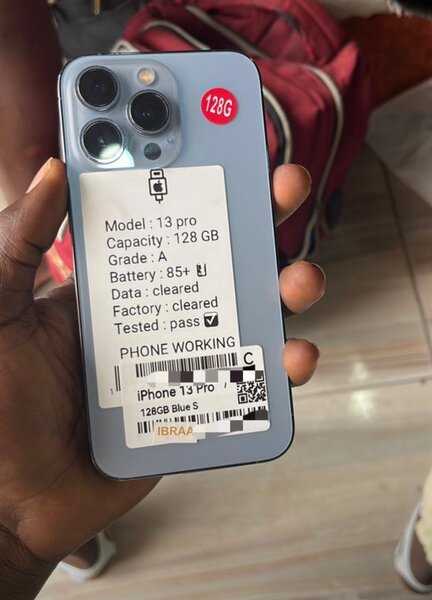 128G
Model : 13 pro
Capacity : 128 GB
Grade : A
Battery : 85+
Data : cleared
Factory : cleared
Tested : pass
PHONE WORKING
C
iPhone 13 Pro /
128GB Blue S
IBRAA